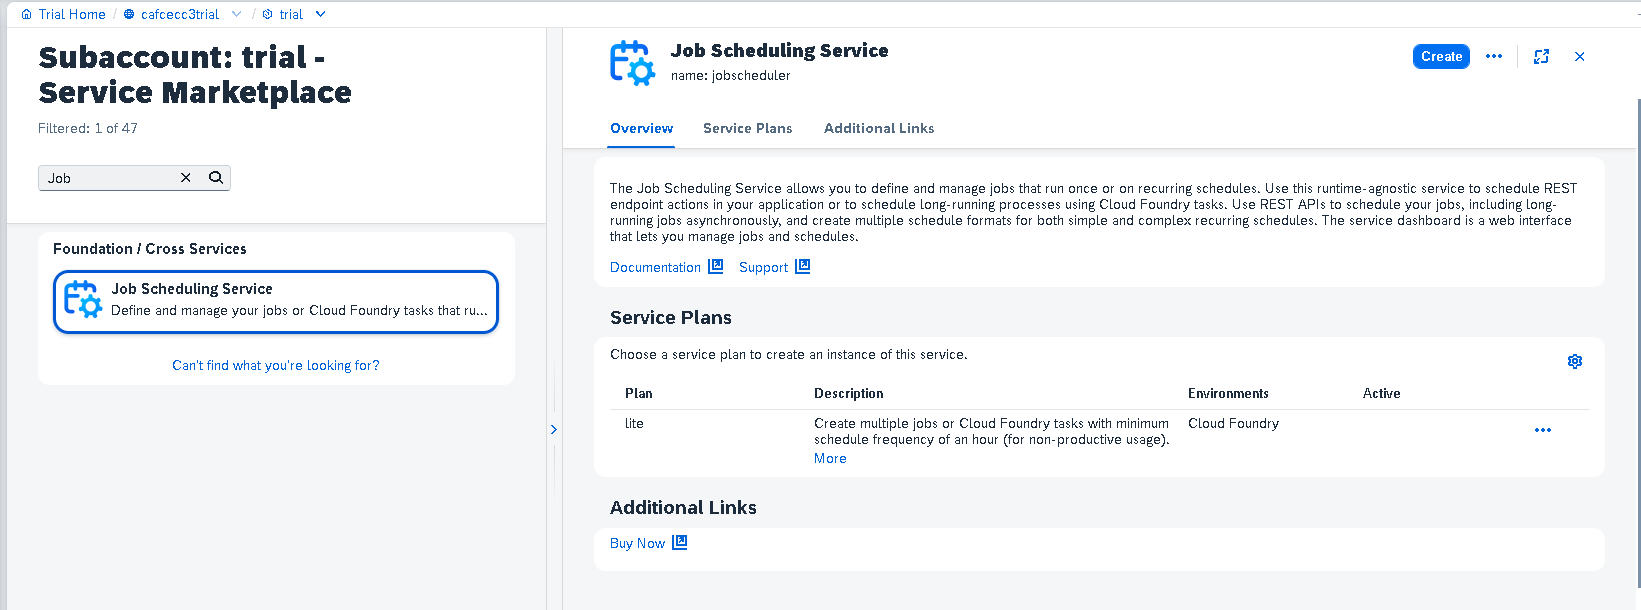 Trial Home / cafcecc3trial / trial
Subaccount: trial -
Service Marketplace
Filtered: 1 of 47
Job
Foundation / Cross Services
Job Scheduling Service
Define and manage your jobs or Cloud Foundry tasks that ru...
Can't find what you're looking for?
Job Scheduling Service
name: jobscheduler
Create
Overview Service Plans Additional Links
The Job Scheduling Service allows you to define and manage jobs that run once or on recurring schedules. Use this runtime-agnostic service to schedule REST
endpoint actions in your application or to schedule long-running processes using Cloud Foundry tasks. Use REST APIs to schedule your jobs, including long-
running jobs asynchronously, and create multiple schedule formats for both simple and complex recurring schedules. The service dashboard is a web interface
that lets you manage jobs and schedules.
Documentation Support
Service Plans
Choose a service plan to create an instance of this service.
Plan Description Environments Active
lite Create multiple jobs or Cloud Foundry tasks with minimum Cloud Foundry
schedule frequency of an hour (for non-productive usage).
More
Additional Links
Buy Now